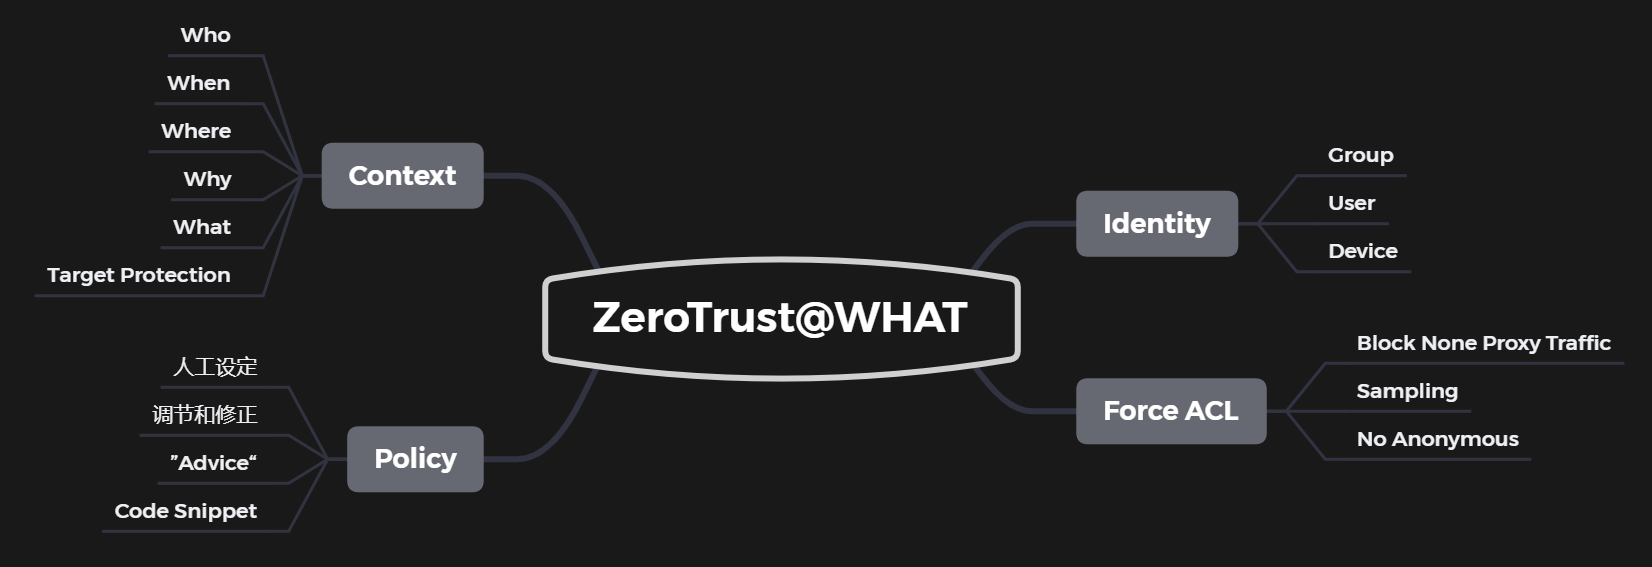 ZeroTrust@WHAT
Context
Who
When
Where
Why
What
Target Protection
Policy
人工设定
调节和修正
”Advice“
Code Snippet
Identity
Group
User
Device
Force ACL
Block None Proxy Traffic
Sampling
No Anonymous